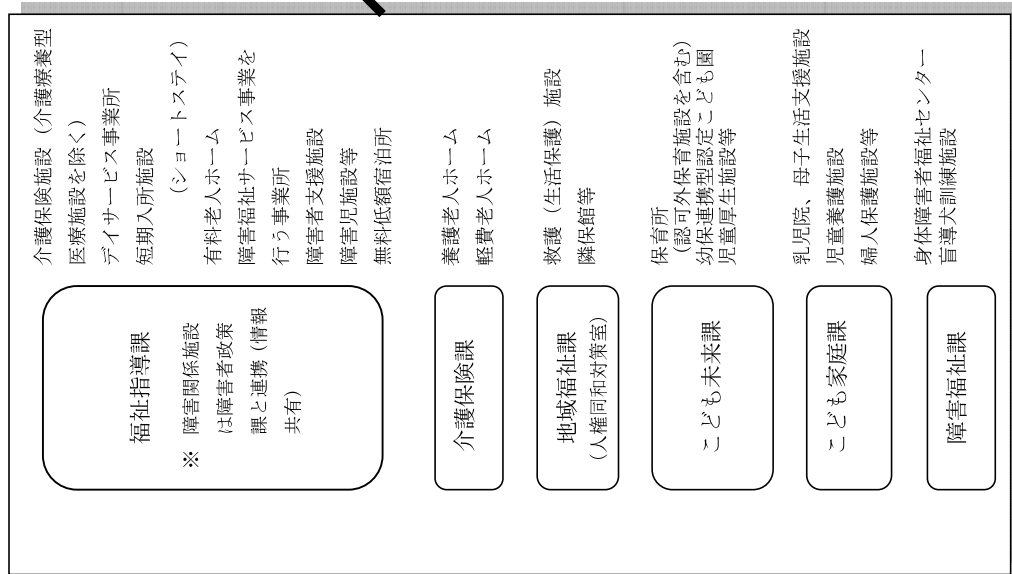 福祉指導課
※ 障害関係施設
は障害者政策
課と連携（情報
共有）
介護保険施設（介護療養型
医療施設を除く）
デイサービス事業所
短期入所施設
（ショートステイ）
有料老人ホーム
障害福祉サービス事業を
行う事業所
障害者支援施設
障害児施設等
無料低額宿泊所
介護保険課
養護老人ホーム
軽費老人ホーム
地域福祉課
（人権同和対策室）
救護（生活保護）施設
隣保館等
こども未来課
保育所
（認可外保育施設を含む）
幼保連携型認定こども園
児童厚生施設等
こども家庭課
乳児院、母子生活支援施設
児童養護施設
婦人保護施設等
障害福祉課
身体障害者福祉センター
盲導犬訓練施設